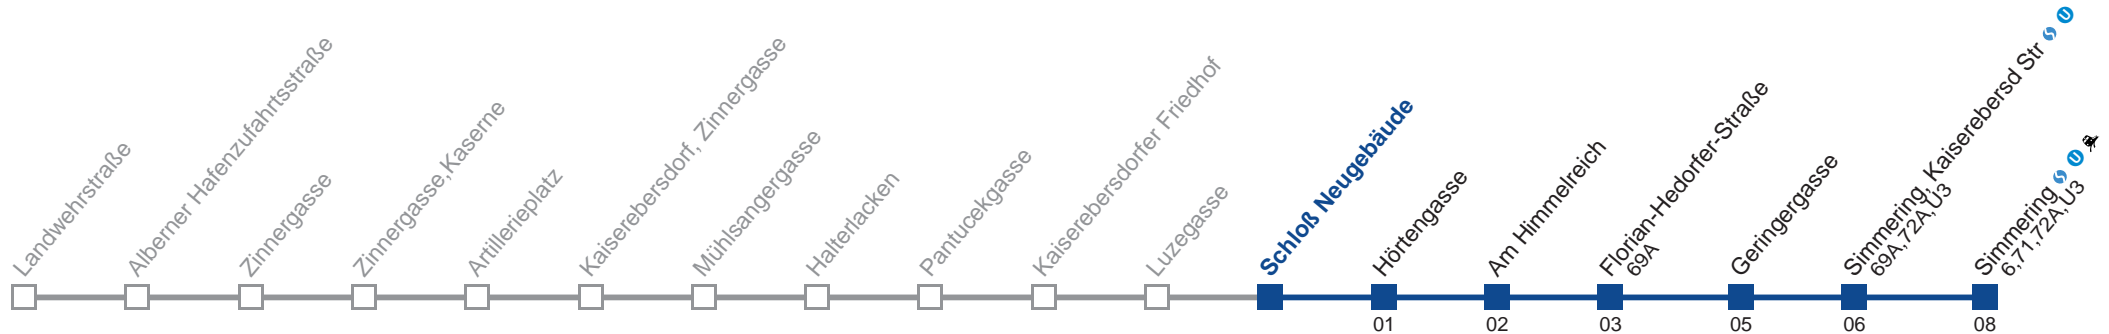 Landwehrstraße
Alberner Hafenzufahrtsstraße
Zinnergasse
Zinnergasse,Kaserne
Artillerieplatz
Kaiserebersdorf, Zinnergasse
Mühlsangergasse
Halterlacken
Pantucekgasse
Kaiserebersdorfer Friedhof
Luzegasse
Schloß Neugebäude
Hörtengasse
Am Himmelreich
Florian-Hedorfer-Straße
69A
Geringergasse
Simmering, Kaiserebersd Str S U
69A,72A,U3
Simmering S U
6,71,72A,U3
01
02
03
05
06
08